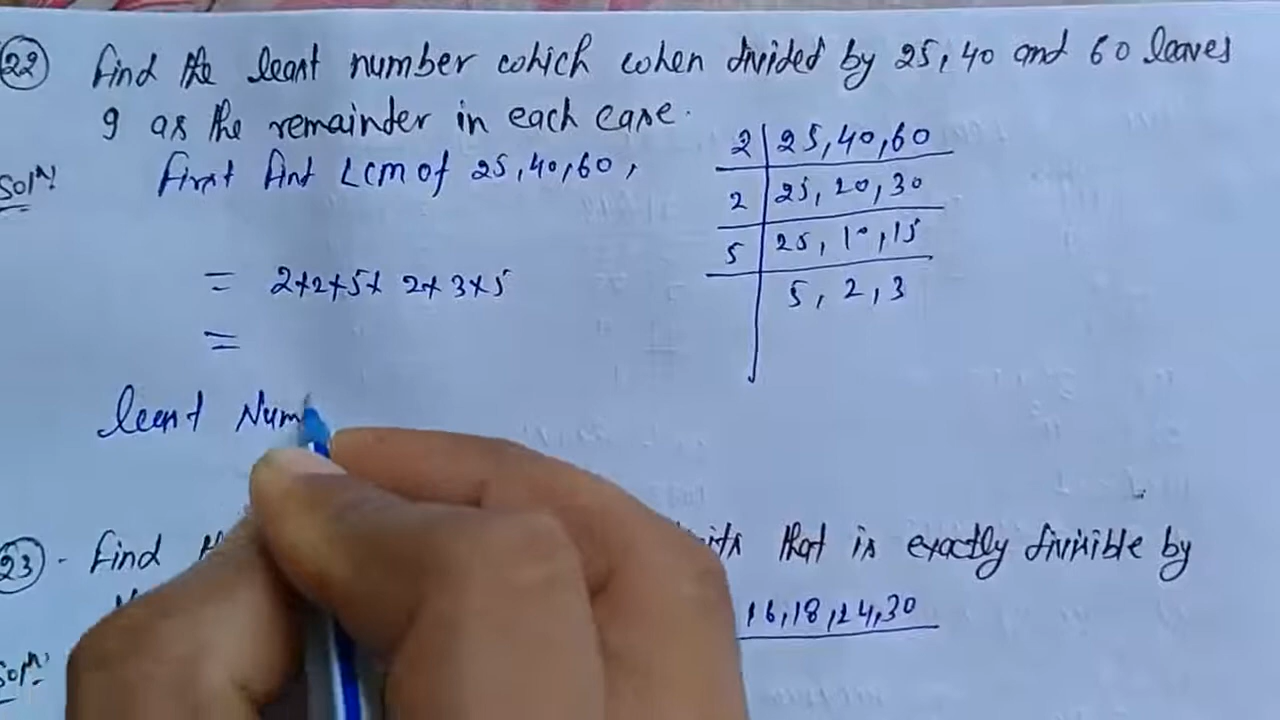 22 Find the least number which when divided by 25, 40 and 60 leaves
9 as the remainder in each case.
Soln: First find LCM of 25, 40, 60,
2 | 25, 40, 60
2 | 25, 20, 30
5 | 25, 10, 15
5, 2, 3
= 2×2×5× 2×3×5
=
least Num
23 - Find that is exactly divisible by
16, 18, 24, 30
Soln: